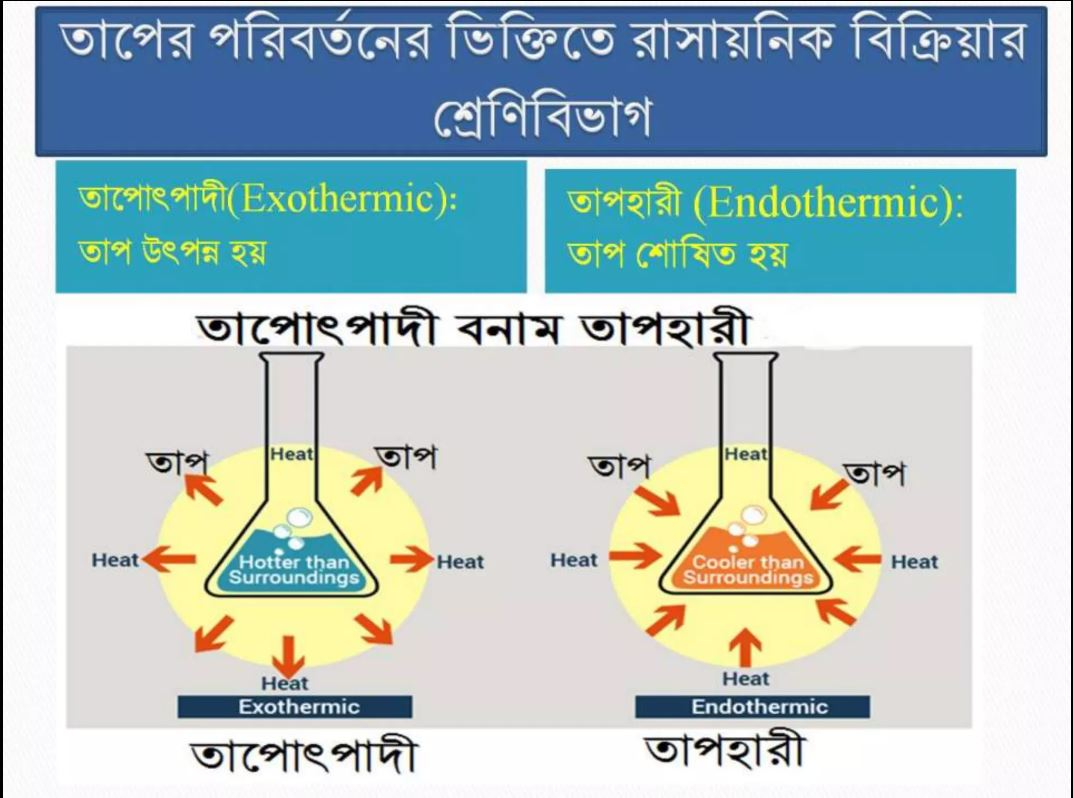 তাপের পরিবর্তনের ভিক্তিতে রাসায়নিক বিক্রিয়ার
শ্রেণিবিভাগ
তাপোৎপাদী(Exothermic):
তাপ উৎপন্ন হয়
তাপহারী (Endothermic):
তাপ শোষিত হয়
তাপোৎপাদী বনাম তাপহারী
তাপ
Heat
তাপ
Heat
Hotter than
Surroundings
Heat
Heat
Exothermic
তাপোৎপাদী
তাপ
Heat
তাপ
Heat
Cooler than
Surroundings
Heat
Heat
Endothermic
তাপহারী